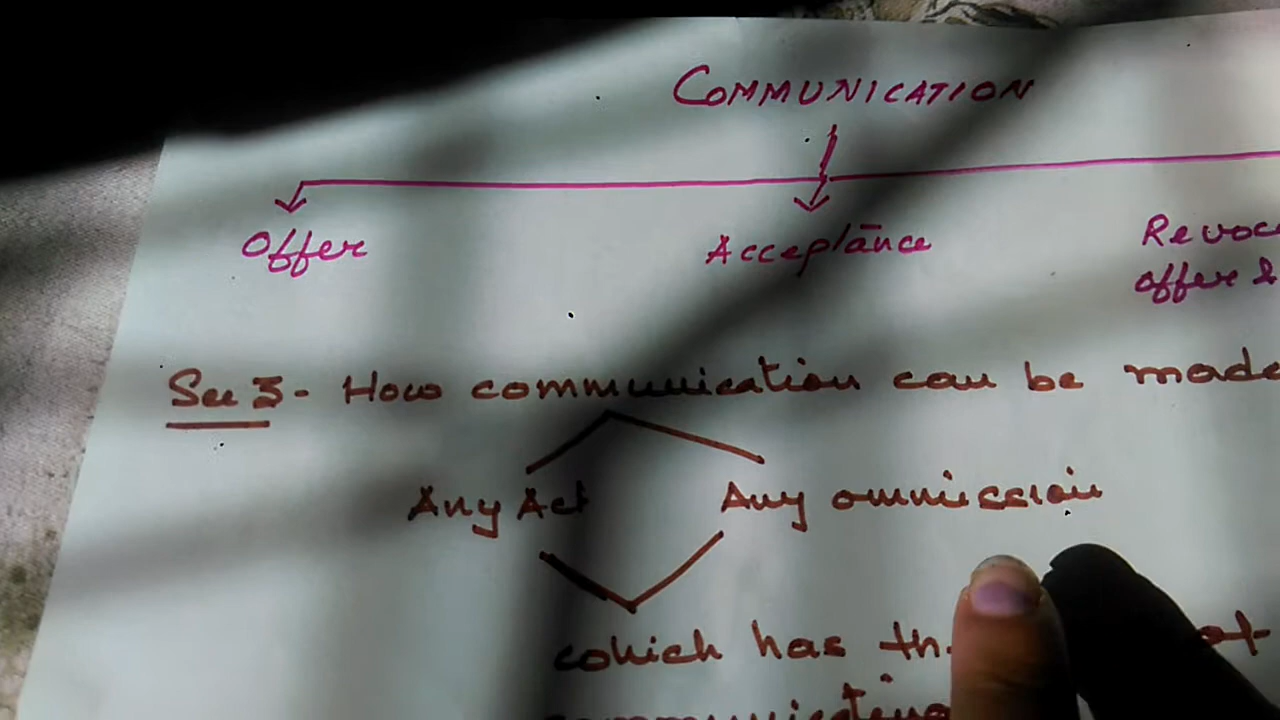 COMMUNICATION
Offer Acceptance Revoc
offer &
Sec 3- How communication can be made
Any Act Any ommission
which has th
communicating